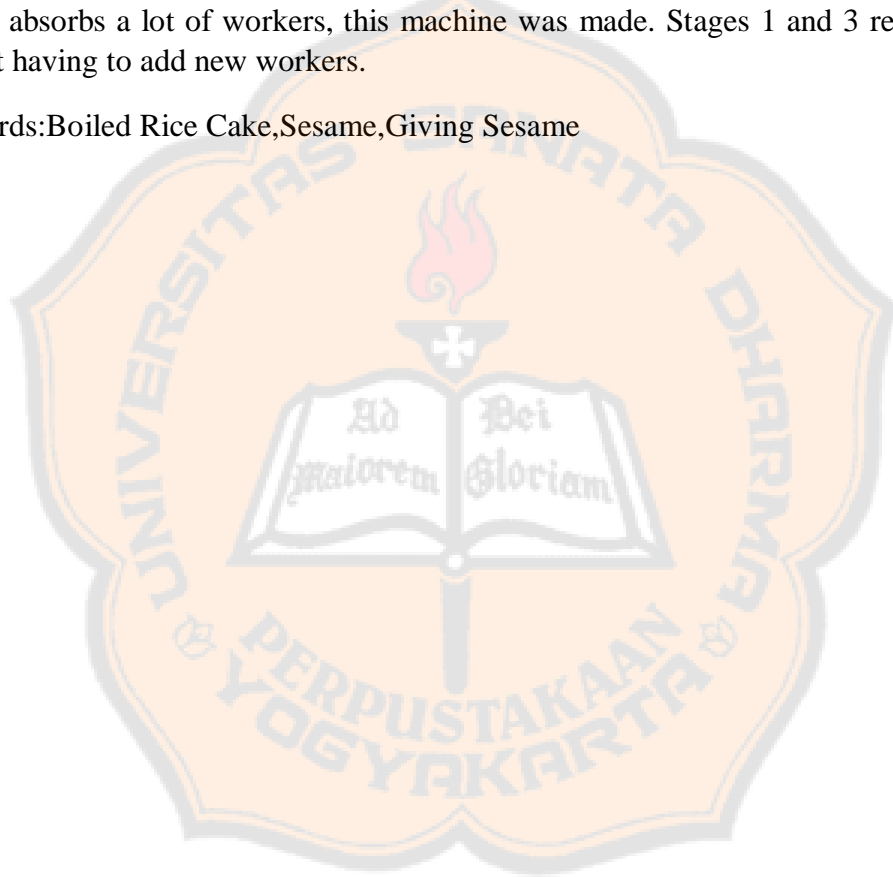 absorbs a lot of workers, this machine was made. Stages 1 and 3 re
t having to add new workers.
rds:Boiled Rice Cake,Sesame,Giving Sesame
UNIVERSITAS SANATA DHARMA
Ad Dei
Maiorem Gloriam
PERPUSTAKAAN
YOGYAKARTA